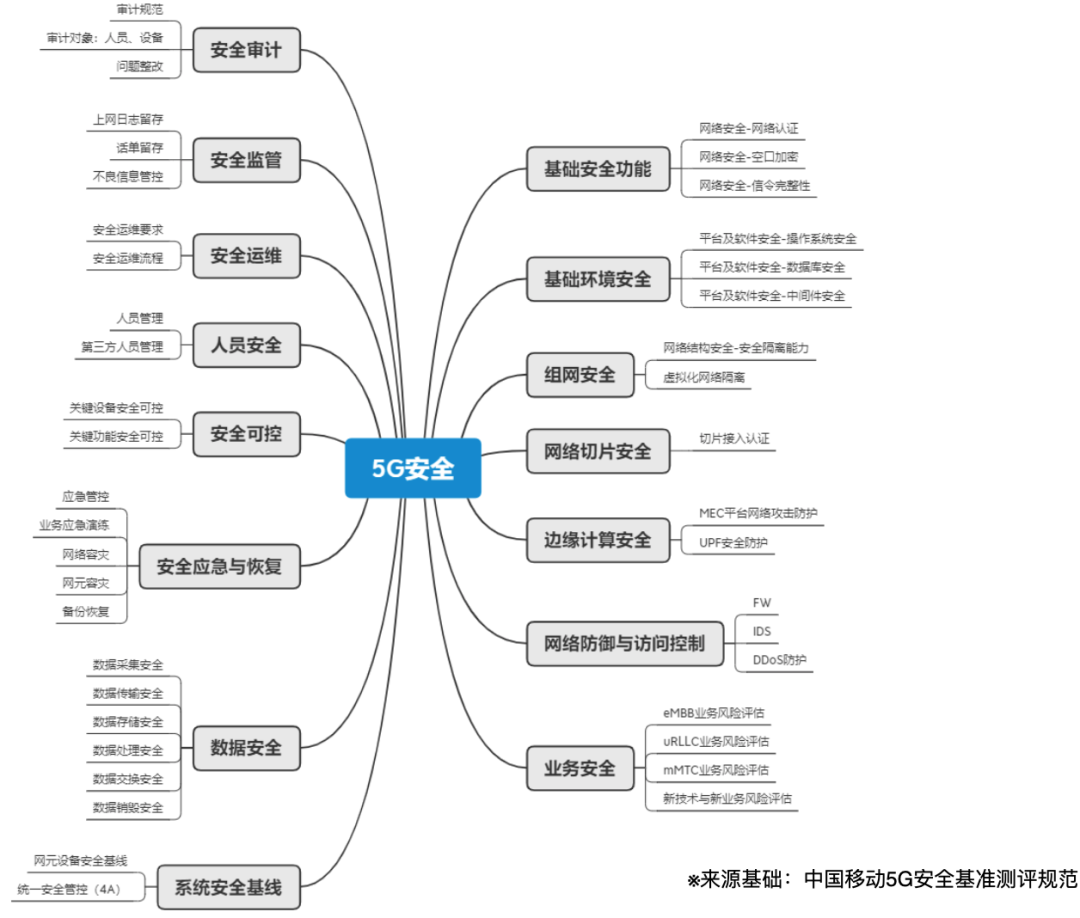 5G安全
基础安全功能
网络安全-网络认证
网络安全-空口加密
网络安全-信令完整性
基础环境安全
平台及软件安全-操作系统安全
平台及软件安全-数据库安全
平台及软件安全-中间件安全
组网安全
网络结构安全-安全隔离能力
虚拟化网络隔离
网络切片安全
切片接入认证
边缘计算安全
MEC平台网络攻击防护
UPF安全防护
网络防御与访问控制
FW
IDS
DDoS防护
业务安全
eMBB业务风险评估
uRLLC业务风险评估
mMTC业务风险评估
新技术与新业务风险评估
安全审计
审计规范
审计对象：人员、设备
问题整改
安全监管
上网日志留存
话单留存
不良信息管控
安全运维
安全运维要求
安全运维流程
人员安全
人员管理
第三方人员管理
安全可控
关键设备安全可控
关键功能安全可控
安全应急与恢复
应急管控
业务应急演练
网络容灾
网元容灾
备份恢复
数据安全
数据采集安全
数据传输安全
数据存储安全
数据处理安全
数据交换安全
数据销毁安全
系统安全基线
网元设备安全基线
统一安全管控（4A）
※来源基础：中国移动5G安全基准测评规范